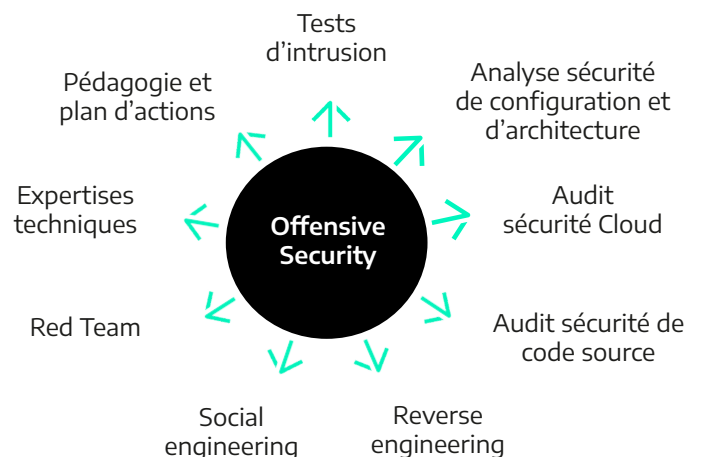 Tests
d’intrusion
Analyse sécurité
de configuration et
d’architecture
Audit
sécurité Cloud
Audit sécurité de
code source
Reverse
engineering
Social
engineering
Red Team
Expertises
techniques
Pédagogie et
plan d’actions
Offensive
Security